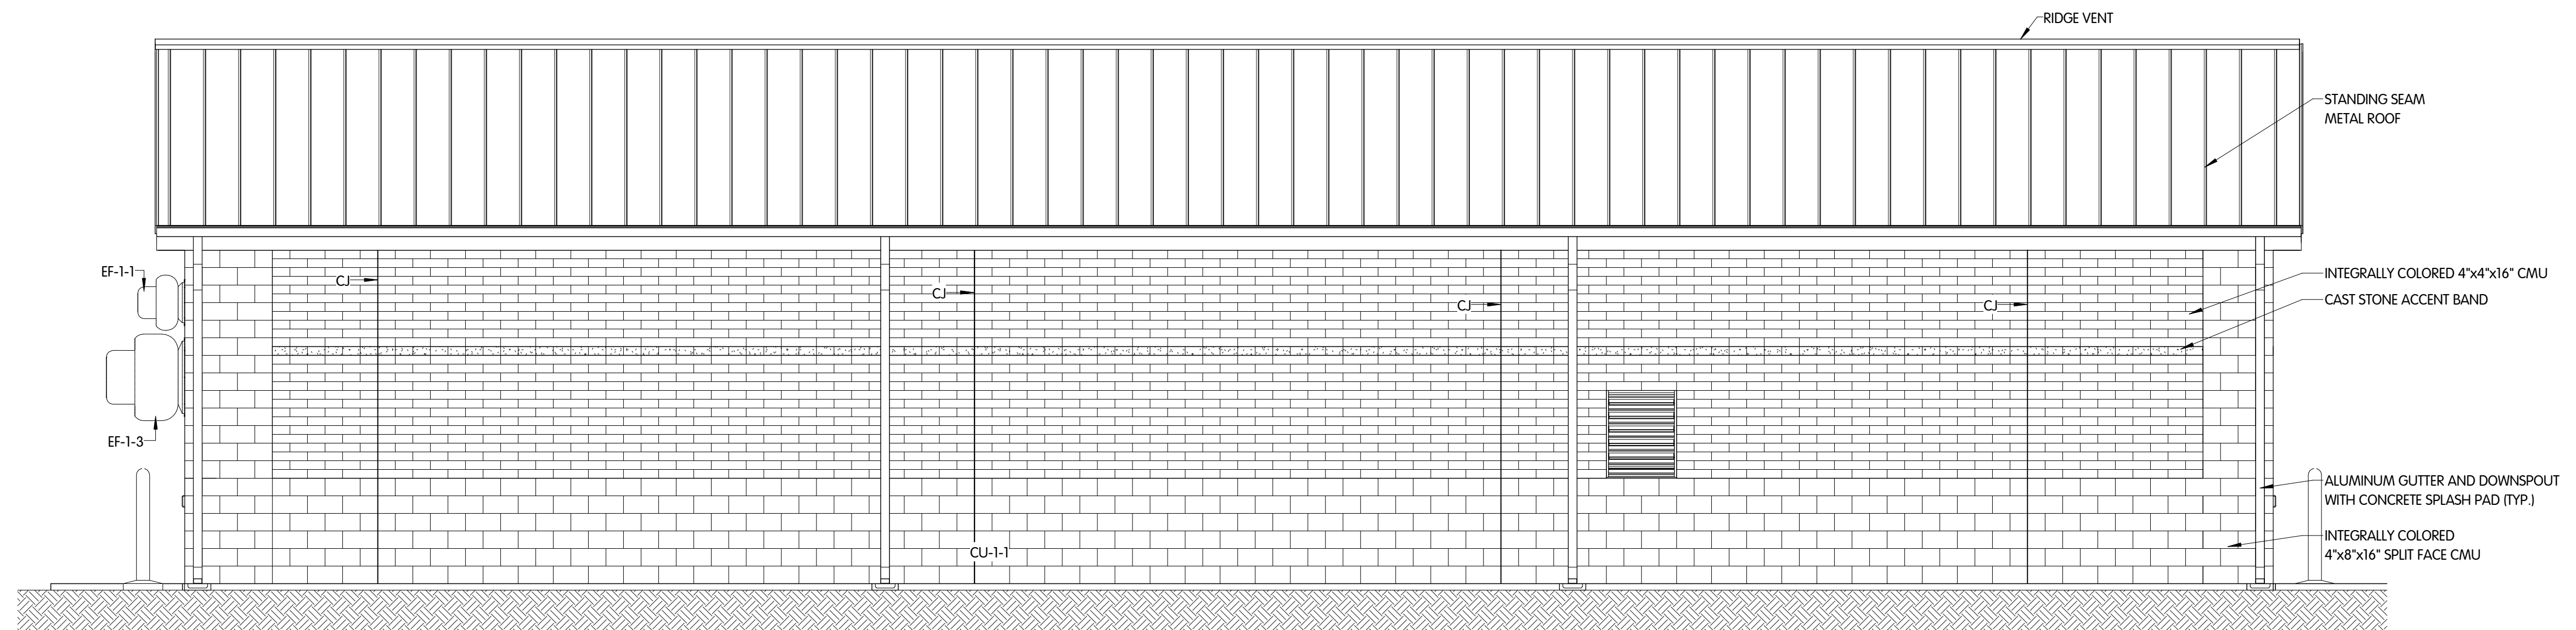 RIDGE VENT
STANDING SEAM
METAL ROOF
EF-1-1
CJ
CJ
CJ
CJ
INTEGRALLY COLORED 4"x4"x16" CMU
CAST STONE ACCENT BAND
EF-1-3
ALUMINUM GUTTER AND DOWNSPOUT
WITH CONCRETE SPLASH PAD (TYP.)
CU-1-1
INTEGRALLY COLORED
4"x8"x16" SPLIT FACE CMU